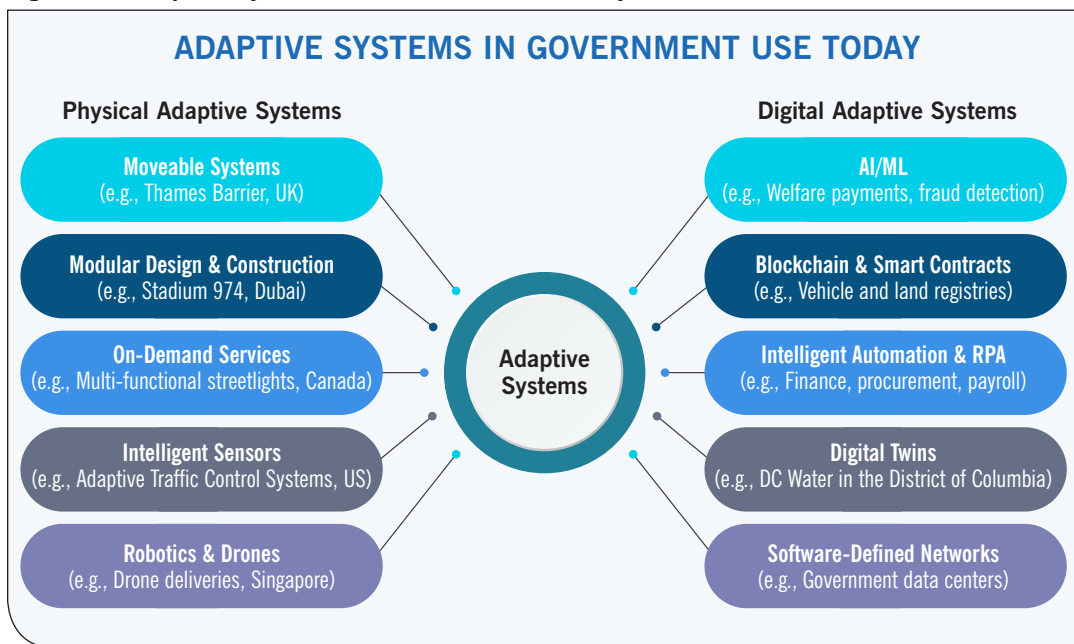 ADAPTIVE SYSTEMS IN GOVERNMENT USE TODAY
Physical Adaptive Systems
Moveable Systems
(e.g., Thames Barrier, UK)
Modular Design & Construction
(e.g., Stadium 974, Dubai)
On-Demand Services
(e.g., Multi-functional streetlights, Canada)
Intelligent Sensors
(e.g., Adaptive Traffic Control Systems, US)
Robotics & Drones
(e.g., Drone deliveries, Singapore)
Adaptive
Systems
Digital Adaptive Systems
AI/ML
(e.g., Welfare payments, fraud detection)
Blockchain & Smart Contracts
(e.g., Vehicle and land registries)
Intelligent Automation & RPA
(e.g., Finance, procurement, payroll)
Digital Twins
(e.g., DC Water in the District of Columbia)
Software-Defined Networks
(e.g., Government data centers)